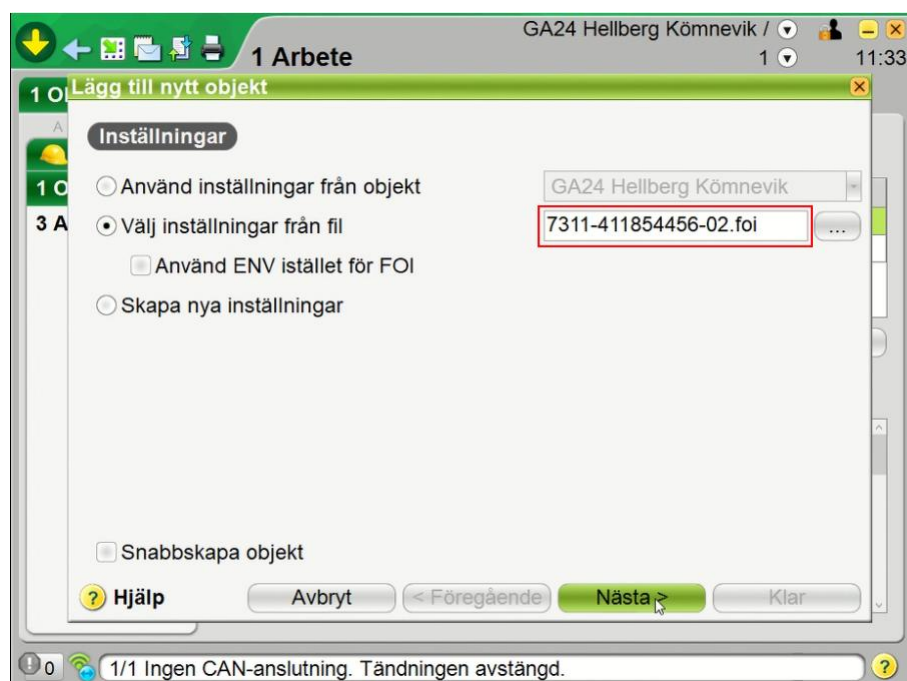 GA24 Hellberg Kömnevik /
1 Arbete
1
11:33
1 O
Lägg till nytt objekt
A
Inställningar
1 O
Använd inställningar från objekt
GA24 Hellberg Kömnevik
3 A
Välj inställningar från fil
7311-411854456-02.foi
...
Använd ENV istället för FOI
Skapa nya inställningar
Snabbskapa objekt
? Hjälp
Avbryt
< Föregående
Nästa >
Klar
0
1/1 Ingen CAN-anslutning. Tändningen avstängd.
?